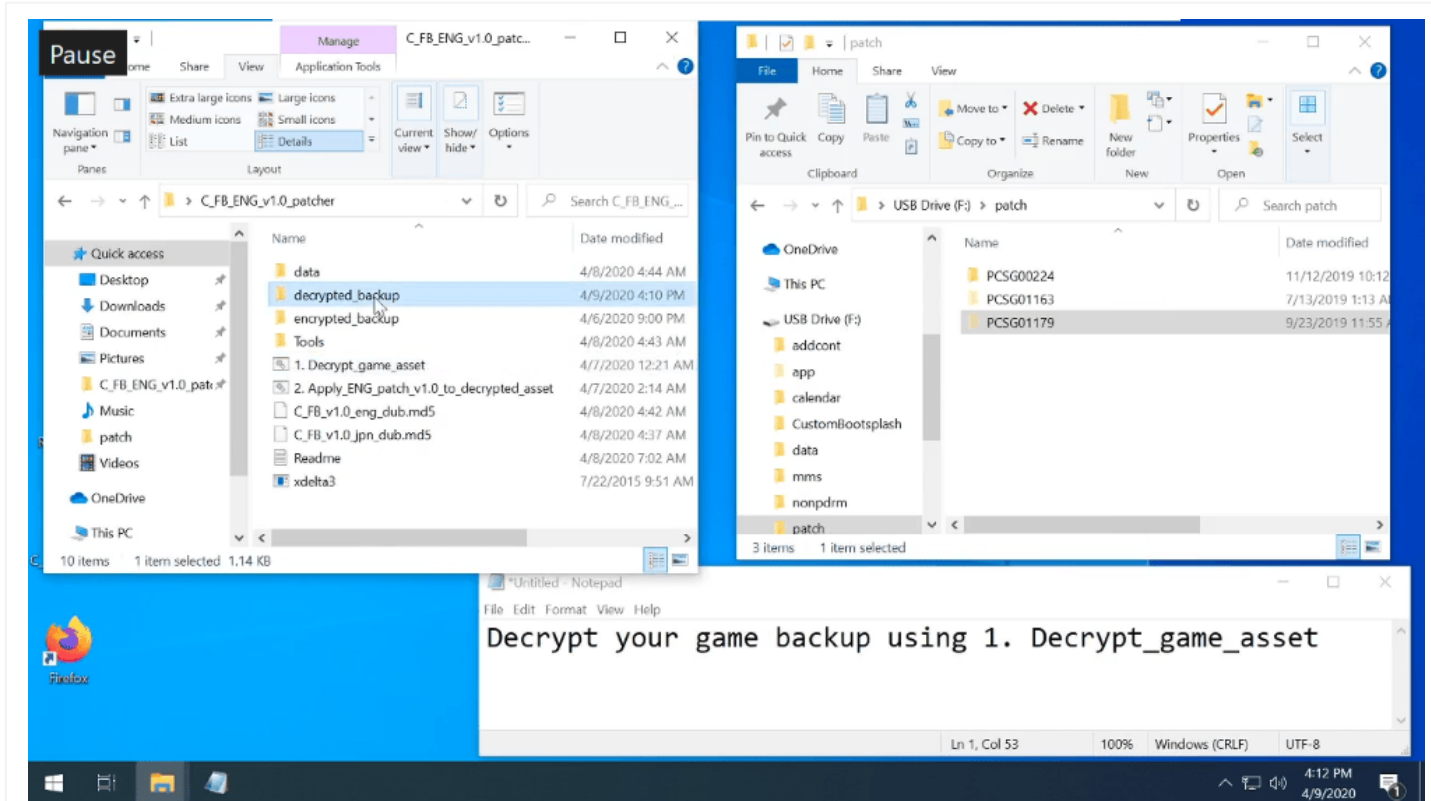 Pause
Manage
C_FB_ENG_v1.0_patc...
Share
View
Application Tools
Extra large icons
Large icons
Medium icons
Small icons
List
Details
Navigation pane
Current view
Show/ hide
Options
Panes
Layout
C_FB_ENG_v1.0_patcher
Search C_FB_ENG_...
Quick access
Desktop
Downloads
Documents
Pictures
C_FB_ENG_v1.0_pat
Music
patch
Videos
OneDrive
This PC
Name
Date modified
data 4/8/2020 4:44 AM
decrypted_backup 4/9/2020 4:10 PM
encrypted_backup 4/6/2020 9:00 PM
Tools 4/8/2020 4:43 AM
1. Decrypt_game_asset 4/7/2020 12:21 AM
2. Apply_ENG_patch_v1.0_to_decrypted_asset 4/7/2020 2:14 AM
C_FB_v1.0_eng_dub.md5 4/8/2020 4:42 AM
C_FB_v1.0_jpn_dub.md5 4/8/2020 4:37 AM
Readme 4/8/2020 7:02 AM
xdelta3 7/22/2015 9:51 AM
10 items 1 item selected 1.14 KB
patch
File
Home
Share
View
Pin to Quick access
Copy
Paste
Move to
Copy to
Delete
Rename
New folder
Properties
Select
Clipboard
Organize
New
Open
USB Drive (F:) > patch
Search patch
OneDrive
This PC
USB Drive (F:)
addcont
app
calendar
CustomBootsplash
data
mms
nonpdrm
patch
Name
Date modified
PCSG00224 11/12/2019 10:12
PCSG01163 7/13/2019 1:13 A
PCSG01179 9/23/2019 11:55
3 items 1 item selected
*Untitled - Notepad
File Edit Format View Help
Decrypt your game backup using 1. Decrypt_game_asset
Ln 1, Col 53
100%
Windows (CRLF)
UTF-8
Firefox
4:12 PM
4/9/2020
1